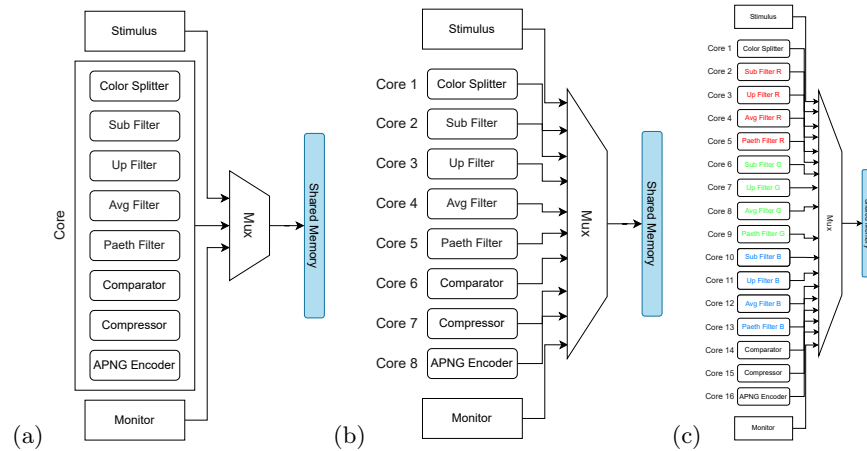 Stimulus
Core
Color Splitter
Sub Filter
Up Filter
Avg Filter
Paeth Filter
Comparator
Compressor
APNG Encoder
Mux
Shared Memory
Monitor
(a)
Stimulus
Core 1 Color Splitter
Core 2 Sub Filter
Core 3 Up Filter
Core 4 Avg Filter
Core 5 Paeth Filter
Core 6 Comparator
Core 7 Compressor
Core 8 APNG Encoder
Mux
Shared Memory
Monitor
(b)
Stimulus
Core 1 Color Splitter
Core 2 Sub Filter R
Core 3 Up Filter R
Core 4 Avg Filter R
Core 5 Paeth Filter R
Core 6 Sub Filter G
Core 7 Up Filter G
Core 8 Avg Filter G
Core 9 Paeth Filter G
Core 10 Sub Filter B
Core 11 Up Filter B
Core 12 Avg Filter B
Core 13 Paeth Filter B
Core 14 Comparator
Core 15 Compressor
Core 16 APNG Encoder
Mux
Monitor
(c)